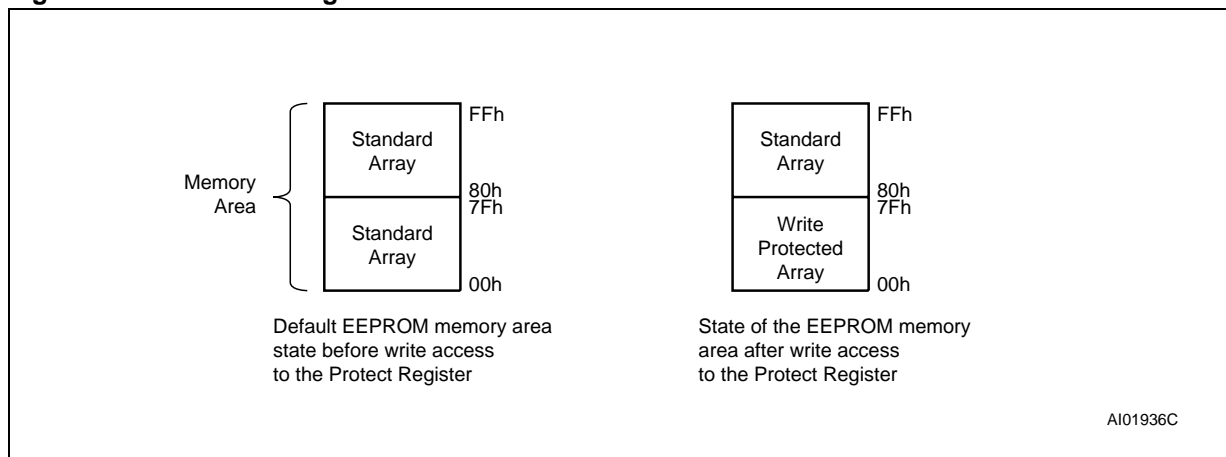 FFh
Standard
Array
80h
7Fh
Standard
Array
00h
Memory
Area
Default EEPROM memory area
state before write access
to the Protect Register
FFh
Standard
Array
80h
7Fh
Write
Protected
Array
00h
State of the EEPROM memory
area after write access
to the Protect Register
AI01936C